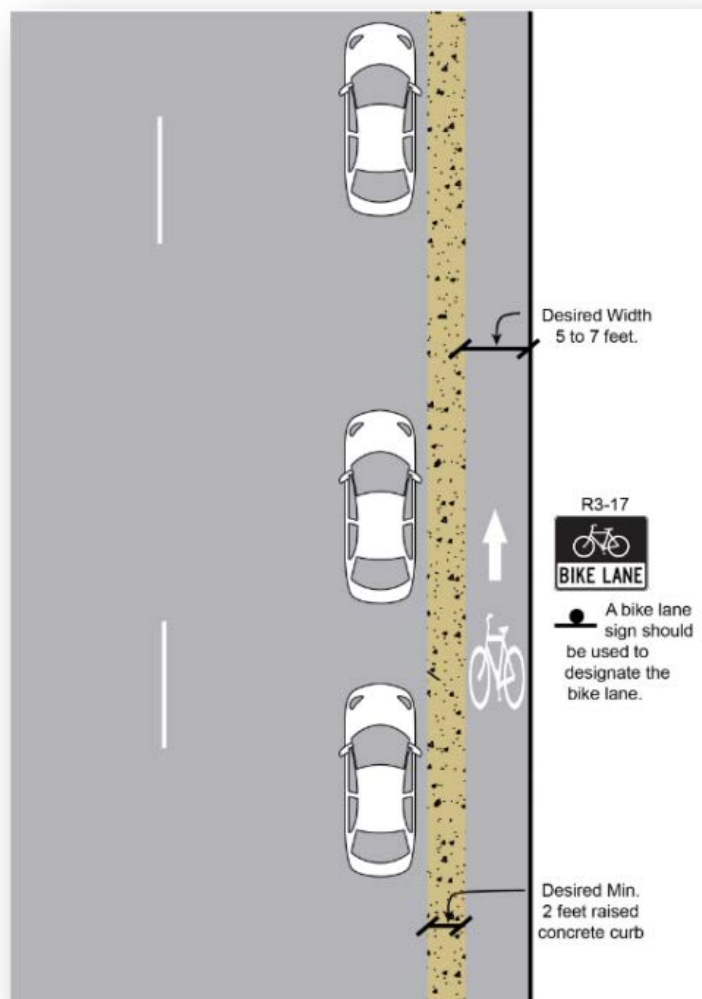 Desired Width
5 to 7 feet.
R3-17
BIKE LANE
A bike lane
sign should
be used to
designate the
bike lane.
Desired Min.
2 feet raised
concrete curb